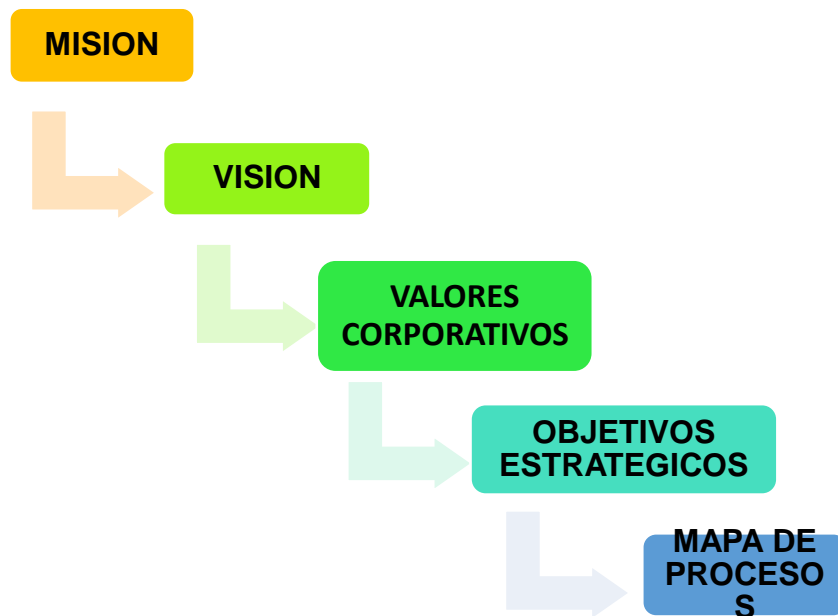 MISION
VISION
VALORES
CORPORATIVOS
OBJETIVOS
ESTRATEGICOS
MAPA DE
PROCESO
S